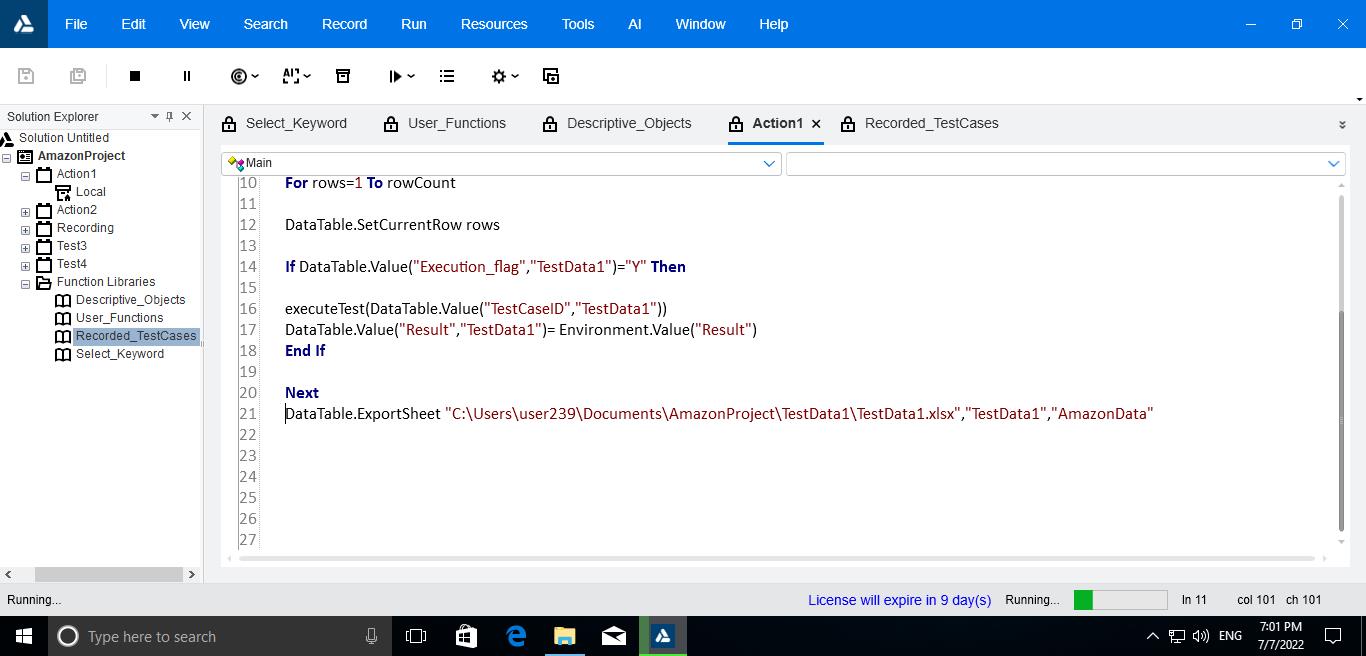 File Edit View Search Record Run Resources Tools AI Window Help
Solution Explorer
Solution Untitled
AmazonProject
Action1
Local
Action2
Recording
Test3
Test4
Function Libraries
Descriptive_Objects
User_Functions
Recorded_TestCases
Select_Keyword
Select_Keyword User_Functions Descriptive_Objects Action1 Recorded_TestCases
Main
10 For rows=1 To rowCount
11
12 DataTable.SetCurrentRow rows
13
14 If DataTable.Value("Execution_flag","TestData1")="Y" Then
15
16 executeTest(DataTable.Value("TestCaseID","TestData1"))
17 DataTable.Value("Result","TestData1")= Environment.Value("Result")
18 End If
19
20 Next
21 DataTable.ExportSheet "C:\Users\user239\Documents\AmazonProject\TestData1\TestData1.xlsx","TestData1","AmazonData"
22
23
24
25
26
27
Running... License will expire in 9 day(s) Running... ln 11 col 101 ch 101
Type here to search ENG 7:01 PM
7/7/2022